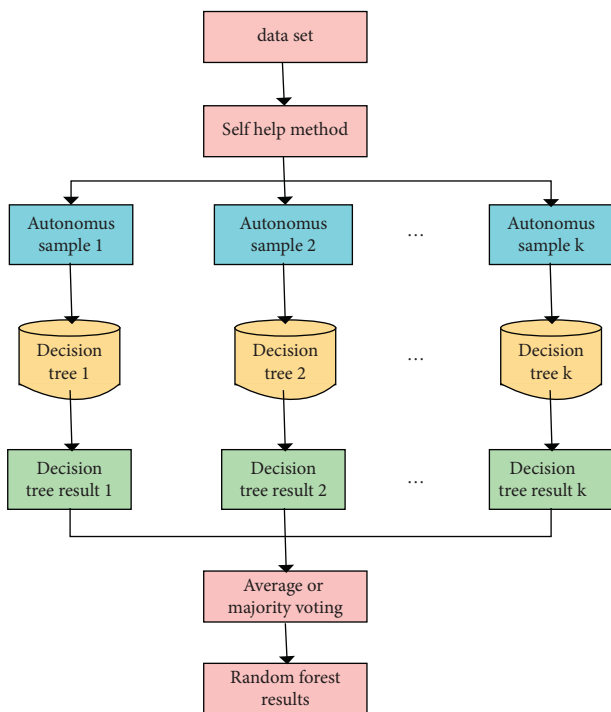 data set
Self help method
Autonomus
sample 1
Autonomus
sample 2
...
Autonomus
sample k
Decision
tree 1
Decision
tree 2
...
Decision
tree k
Decision
tree result 1
Decision
tree result 2
...
Decision
tree result k
Average or
majority voting
Random forest
results